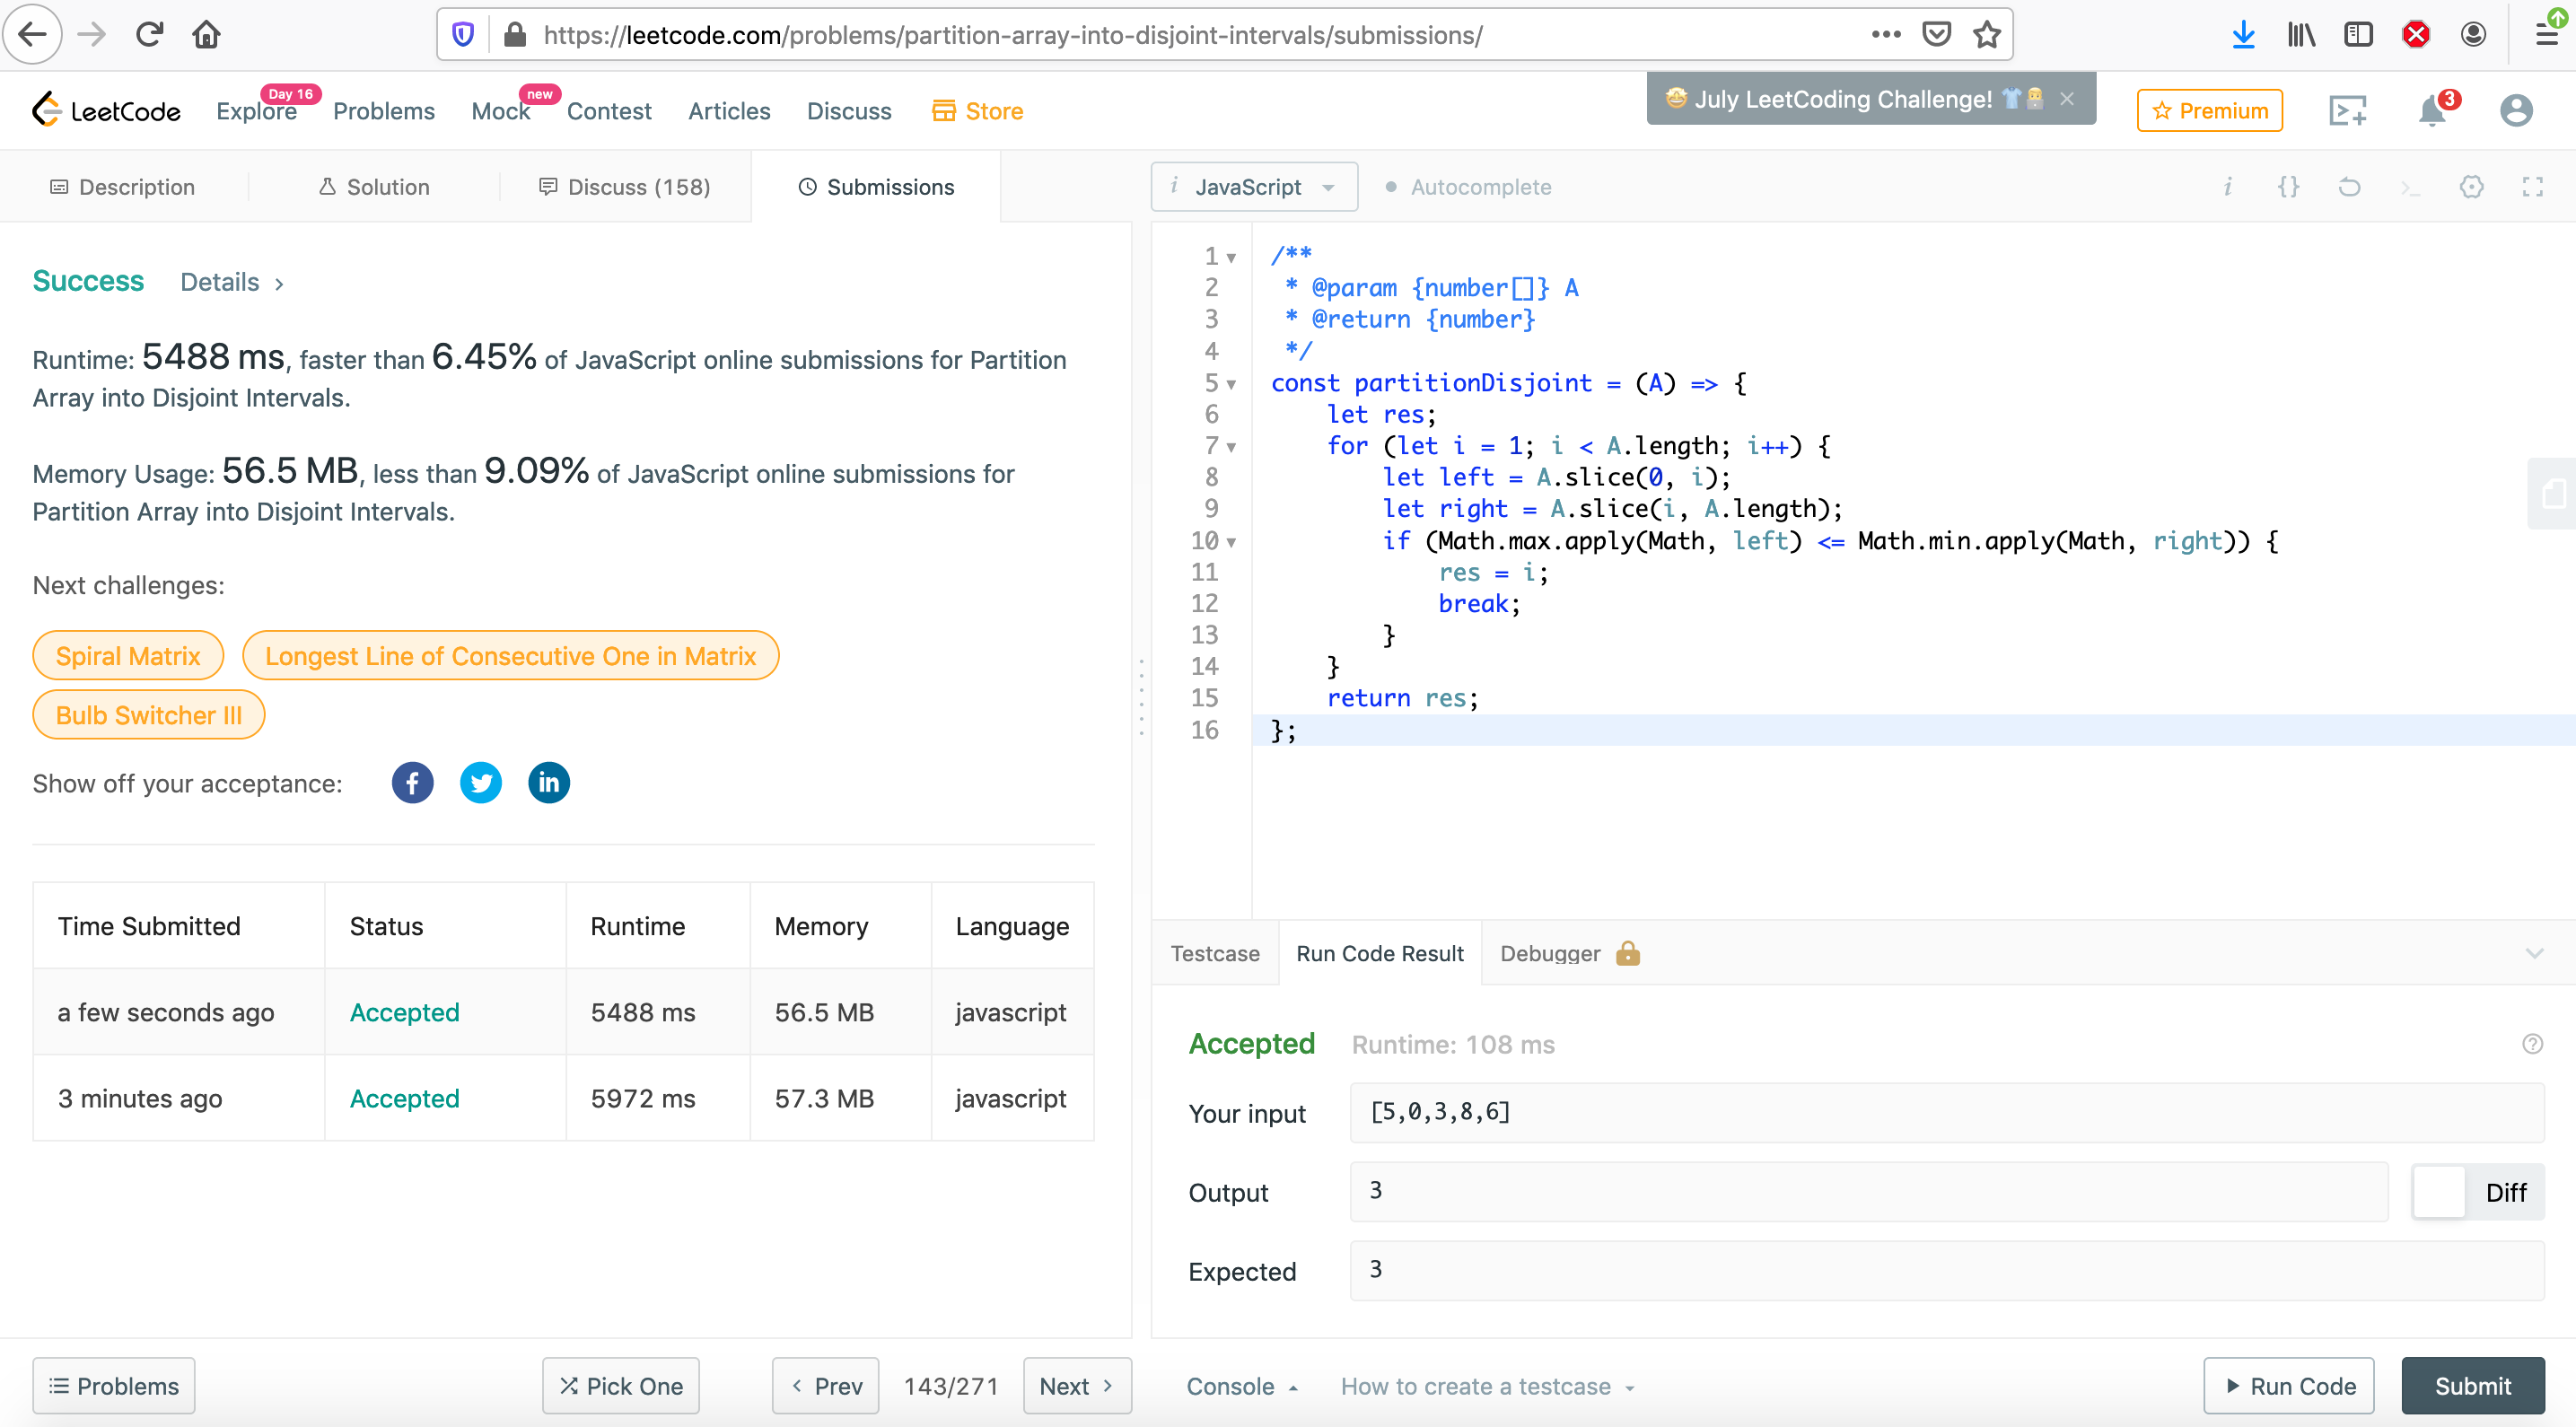 https://leetcode.com/problems/partition-array-into-disjoint-intervals/submissions/
LeetCode
Explore
Day 16
Problems
Mock
new
Contest
Articles
Discuss
Store
🤩 July LeetCoding Challenge! 👕
×
Premium
3
Description
Solution
Discuss (158)
Submissions
i JavaScript
Autocomplete
Success Details >
Runtime: 5488 ms, faster than 6.45% of JavaScript online submissions for Partition
Array into Disjoint Intervals.
Memory Usage: 56.5 MB, less than 9.09% of JavaScript online submissions for
Partition Array into Disjoint Intervals.
Next challenges:
Spiral Matrix
Longest Line of Consecutive One in Matrix
Bulb Switcher III
Show off your acceptance:
Time Submitted Status Runtime Memory Language
a few seconds ago Accepted 5488 ms 56.5 MB javascript
3 minutes ago Accepted 5972 ms 57.3 MB javascript
1 /**
2  * @param {number[]} A
3  * @return {number}
4  */
5 const partitionDisjoint = (A) => {
6     let res;
7     for (let i = 1; i < A.length; i++) {
8         let left = A.slice(0, i);
9         let right = A.slice(i, A.length);
10         if (Math.max.apply(Math, left) <= Math.min.apply(Math, right)) {
11             res = i;
12             break;
13         }
14     }
15     return res;
16 };
Testcase
Run Code Result
Debugger
Accepted Runtime: 108 ms
Your input [5,0,3,8,6]
Output 3
Diff
Expected 3
Problems
Pick One
< Prev
143/271
Next >
Console
How to create a testcase
Run Code
Submit